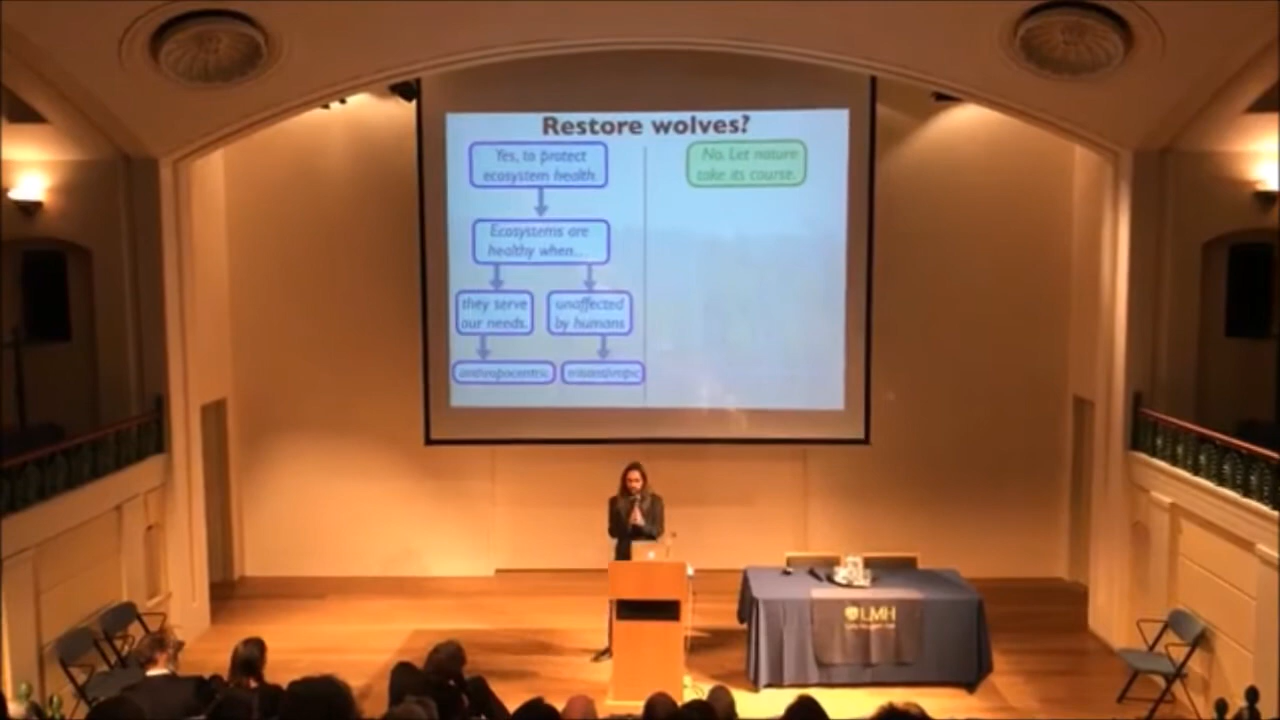 Restore wolves?
Yes, to protect
ecosystem health.
No. Let nature
take its course.
Ecosystems are
healthy when...
they serve
our needs.
unaffected
by humans
anthropocentric
misanthropic
LMH